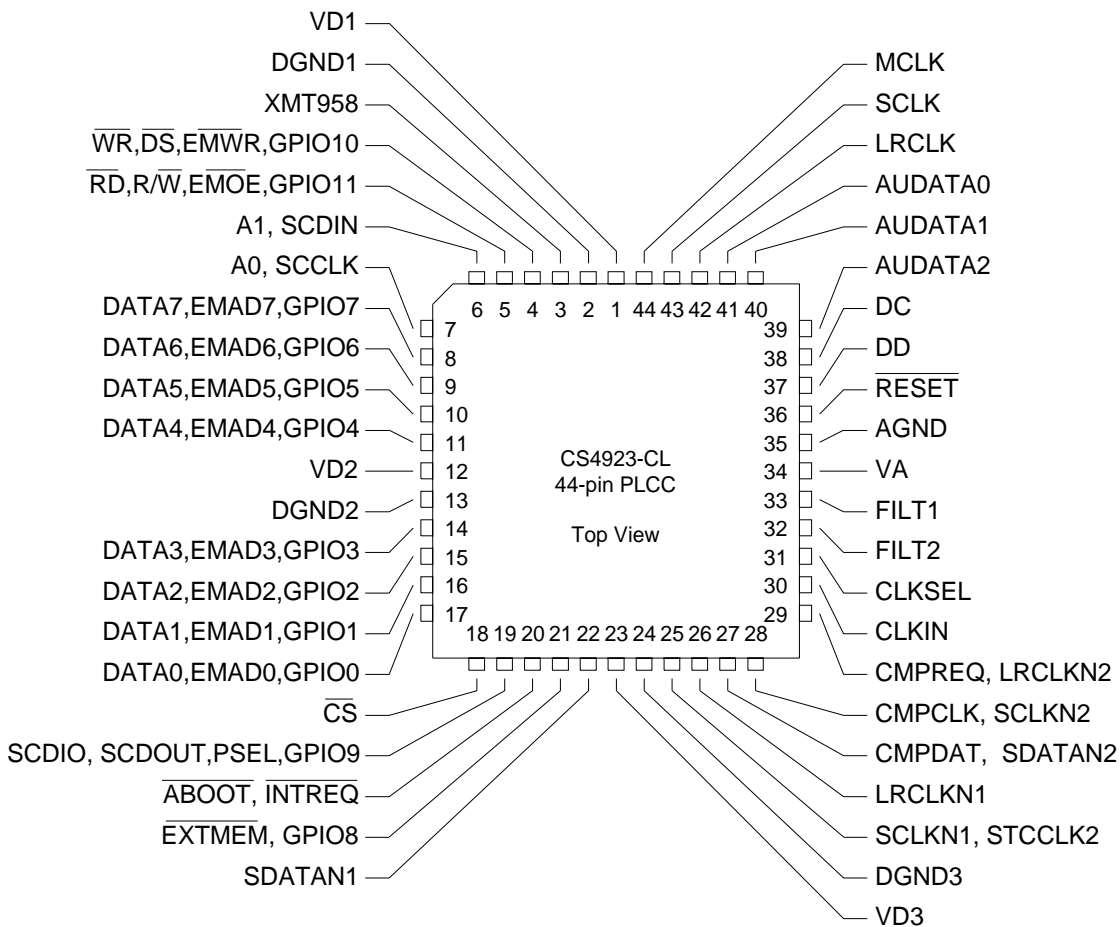 VD1
DGND1
XMT958
WR,DS,EMWR,GPIO10
RD,R/W,EMOE,GPIO11
A1, SCDIN
A0, SCCLK
DATA7,EMAD7,GPIO7
DATA6,EMAD6,GPIO6
DATA5,EMAD5,GPIO5
DATA4,EMAD4,GPIO4
VD2
DGND2
DATA3,EMAD3,GPIO3
DATA2,EMAD2,GPIO2
DATA1,EMAD1,GPIO1
DATA0,EMAD0,GPIO0
CS
SCDIO, SCDOUT,PSEL,GPIO9
ABOOT, INTREQ
EXTMEM, GPIO8
SDATAN1
6 5 4 3 2 1 44 43 42 41 40
7
8
9
10
11
12
13
14
15
16
17
CS4923-CL
44-pin PLCC
Top View
39
38
37
36
35
34
33
32
31
30
29
18 19 20 21 22 23 24 25 26 27 28
MCLK
SCLK
LRCLK
AUDATA0
AUDATA1
AUDATA2
DC
DD
RESET
AGND
VA
FILT1
FILT2
CLKSEL
CLKIN
CMPREQ, LRCLKN2
CMPCLK, SCLKN2
CMPDAT, SDATAN2
LRCLKN1
SCLKN1, STCCLK2
DGND3
VD3